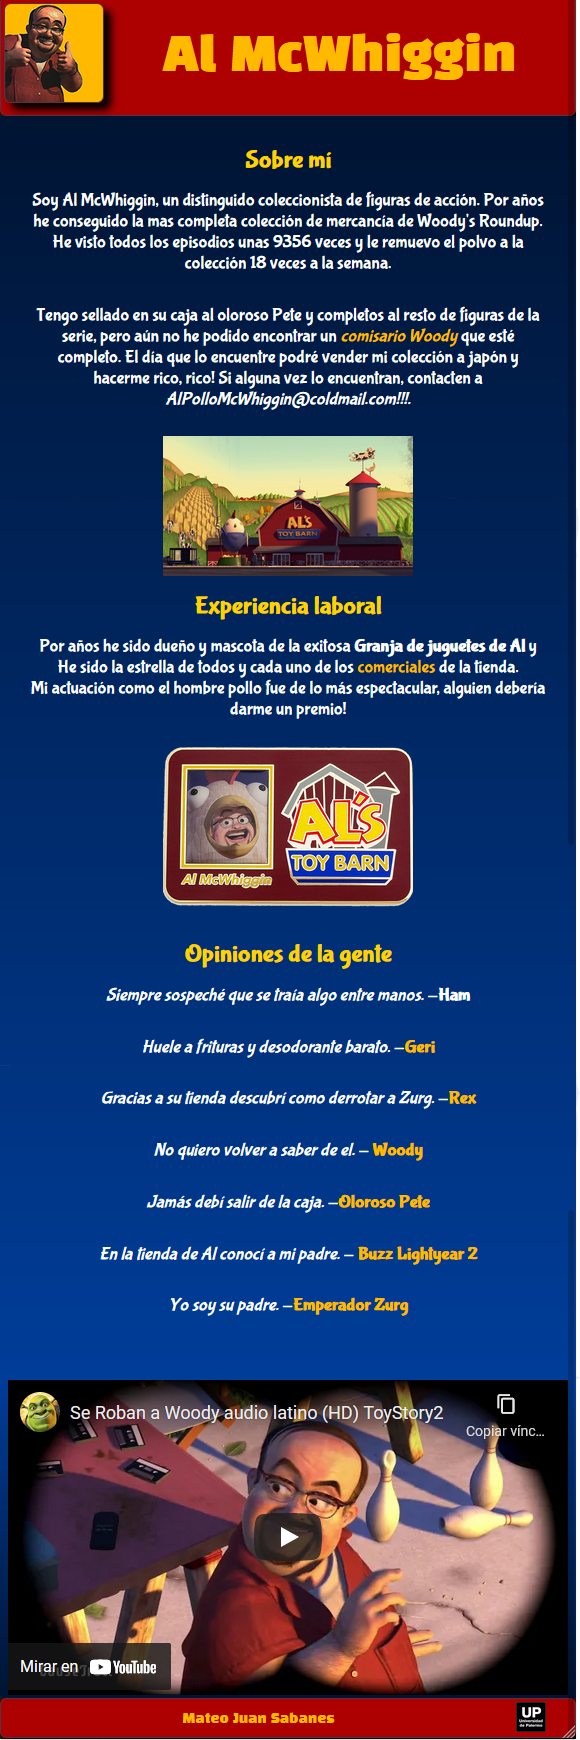 Al McWhiggin
Sobre mí
Soy Al McWhiggin, un distinguido coleccionista de figuras de acción. Por años
he conseguido la mas completa colección de mercancía de Woody's Roundup.
He visto todos los episodios unas 9356 veces y le remuevo el polvo a la
colección 18 veces a la semana.
Tengo sellado en su caja al oloroso Pete y completos al resto de figuras de la
serie, pero aún no he podido encontrar un comisario Woody que esté
completo. El día que lo encuentre podré vender mi colección a japón y
hacerme rico, rico! Si alguna vez lo encuentran, contacten a
AlPolloMcWhiggin@coldmail.com!!!.
AL'S
TOY BARN
Experiencia laboral
Por años he sido dueño y mascota de la exitosa Granja de juguetes de Al y
He sido la estrella de todos y cada uno de los comerciales de la tienda.
Mi actuación como el hombre pollo fue de lo más espectacular, alguien debería
darme un premio!
AL'S
TOY BARN
Al McWhiggin
Opiniones de la gente
Siempre sospeché que se traía algo entre manos. —Ham
Huele a frituras y desodorante barato. —Geri
Gracias a su tienda descubrí como derrotar a Zurg. —Rex
No quiero volver a saber de el. — Woody
Jamás debí salir de la caja. —Oloroso Pete
En la tienda de Al conocí a mi padre. — Buzz Lightyear 2
Yo soy su padre. —Emperador Zurg
Se Roban a Woody audio latino (HD) ToyStory2
Copiar vínc...
Mirar en YouTube
Mateo Juan Sabanes
UP
Universidad
de Palermo